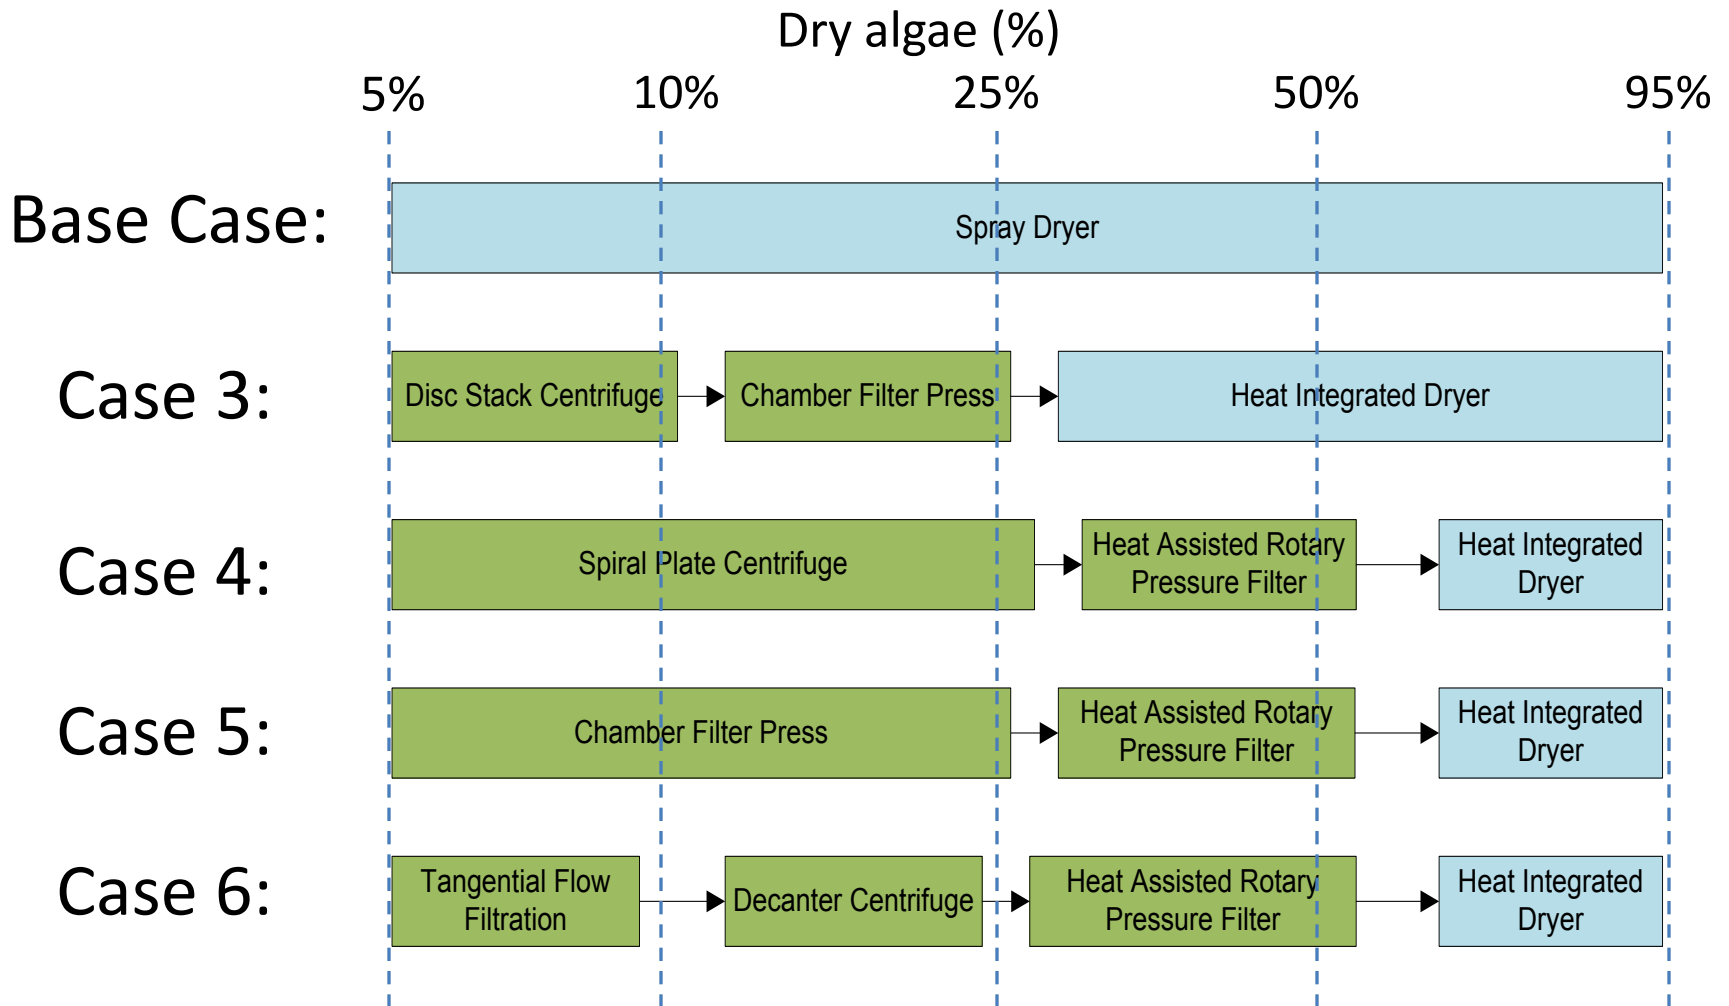 Dry algae (%)
5% 10% 25% 50% 95%
Base Case: Spray Dryer
Case 3: Disc Stack Centrifuge Chamber Filter Press Heat Integrated Dryer
Case 4: Spiral Plate Centrifuge
Heat Assisted Rotary
Pressure Filter
Heat Integrated
Dryer
Case 5: Chamber Filter Press
Heat Assisted Rotary
Pressure Filter
Heat Integrated
Dryer
Case 6:
Tangential Flow
Filtration
Decanter Centrifuge
Heat Assisted Rotary
Pressure Filter
Heat Integrated
Dryer